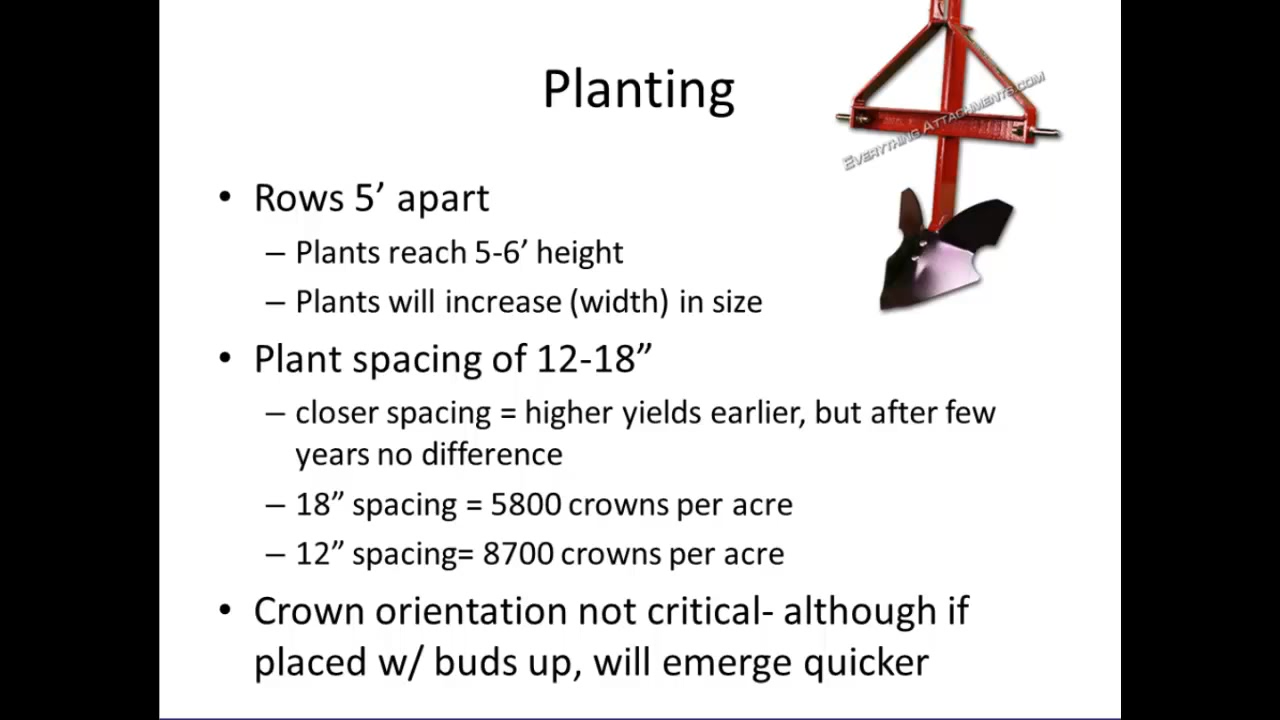 Planting
EVERYTHING ATTACHMENTS.COM
• Rows 5’ apart
– Plants reach 5-6’ height
– Plants will increase (width) in size
• Plant spacing of 12-18”
– closer spacing = higher yields earlier, but after few
years no difference
– 18” spacing = 5800 crowns per acre
– 12” spacing= 8700 crowns per acre
• Crown orientation not critical- although if
placed w/ buds up, will emerge quicker